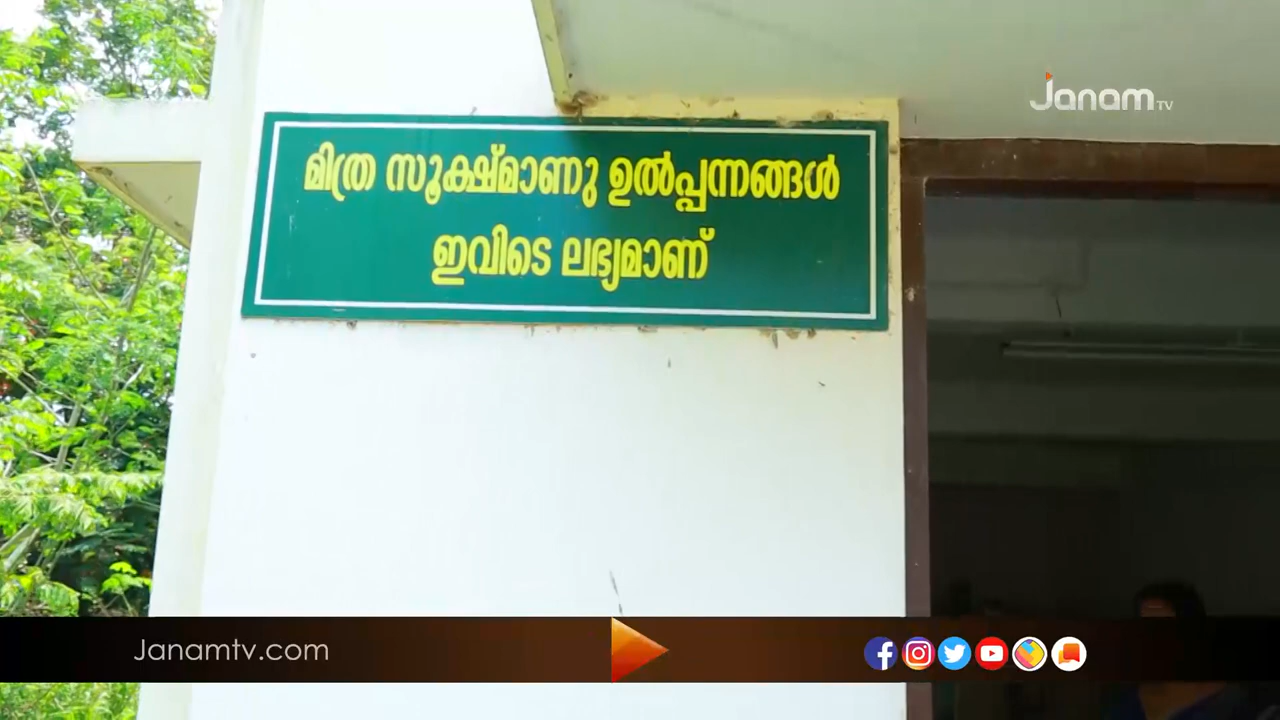 Janam TV
മിത്ര സൂക്ഷ്മാണു ഉൽപ്പന്നങ്ങൾ
ഇവിടെ ലഭ്യമാണ്
Janamtv.com